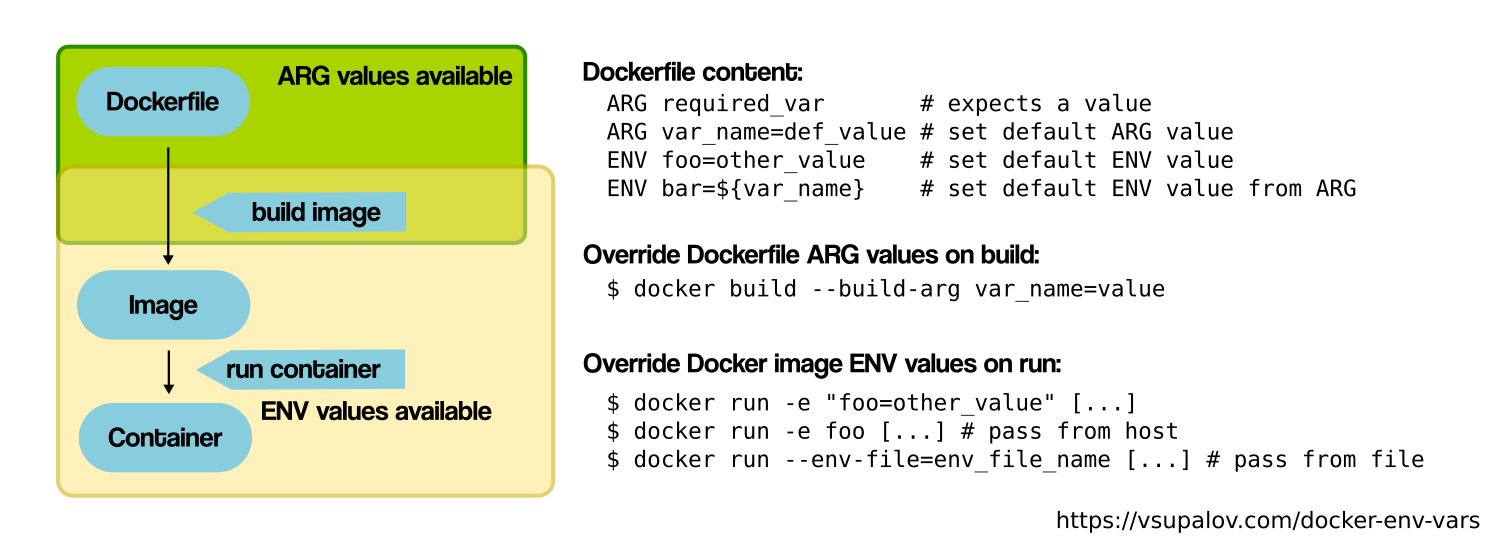 ARG values available
Dockerfile
build image
Image
run container
ENV values available
Container
Dockerfile content:
ARG required_var       # expects a value
ARG var_name=def_value # set default ARG value
ENV foo=other_value    # set default ENV value
ENV bar=${var_name}    # set default ENV value from ARG
Override Dockerfile ARG values on build:
$ docker build --build-arg var_name=value
Override Docker image ENV values on run:
$ docker run -e "foo=other_value" [...]
$ docker run -e foo [...] # pass from host
$ docker run --env-file=env_file_name [...] # pass from file
https://vsupalov.com/docker-env-vars